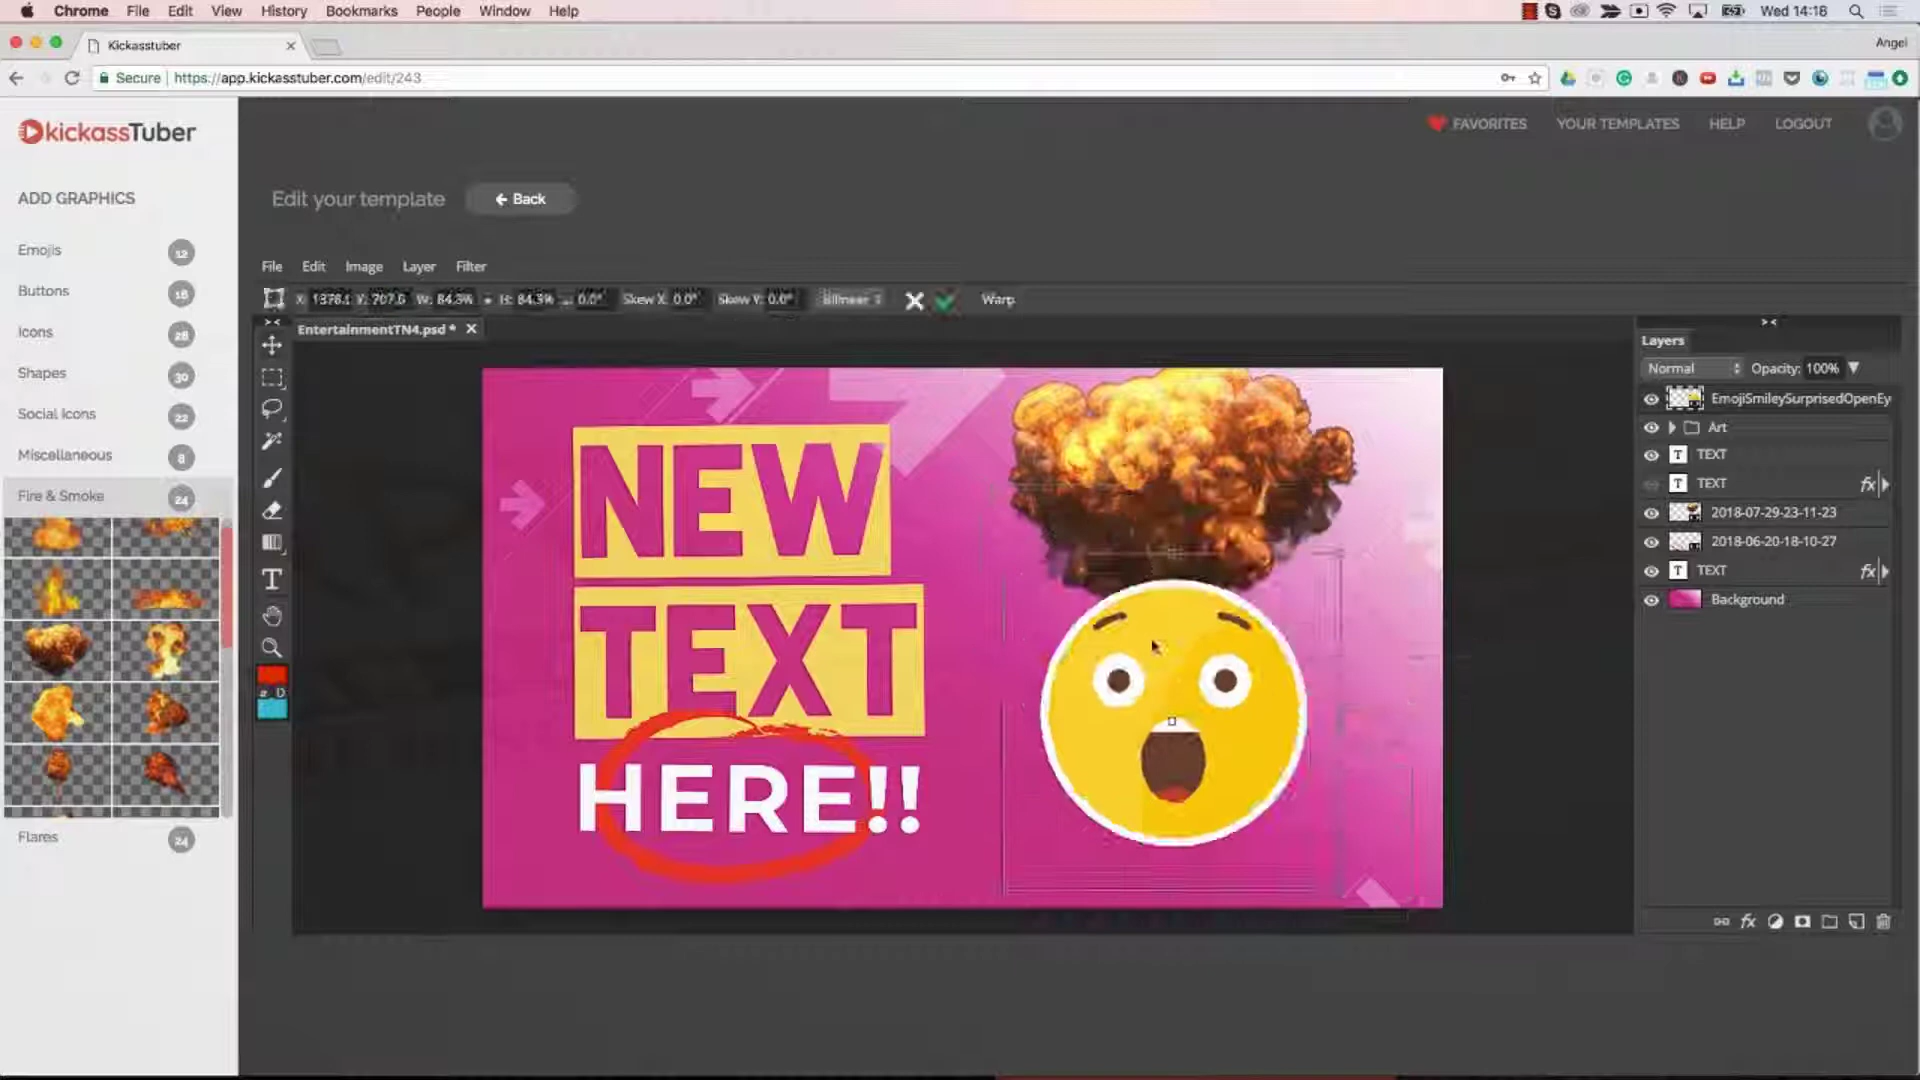 Chrome File Edit View History Bookmarks People Window Help
Wed 14:18
Kickasstuber
Angel
Secure https://app.kickasstuber.com/edit/243
kickassTuber
FAVORITES YOUR TEMPLATES HELP LOGOUT
ADD GRAPHICS
Edit your template
Back
Emojis 12
Buttons 16
Icons 28
Shapes 30
Social Icons 22
Miscellaneous 8
Fire & Smoke 24
Flares 24
File Edit Image Layer Filter
X: Y: 707.0 W: 84.3% H: 84.3% 0.0° Skew X: 0.0° Skew Y: 0.0° Bilinear Warp
EntertainmentTN4.psd *
D
NEW
TEXT
HERE!!
Layers
Normal Opacity: 100%
EmojiSmileySurprisedOpenEy
Art
T TEXT
T TEXT fx
2018-07-29-23-11-23
2018-06-20-18-10-27
T TEXT fx
Background
fx